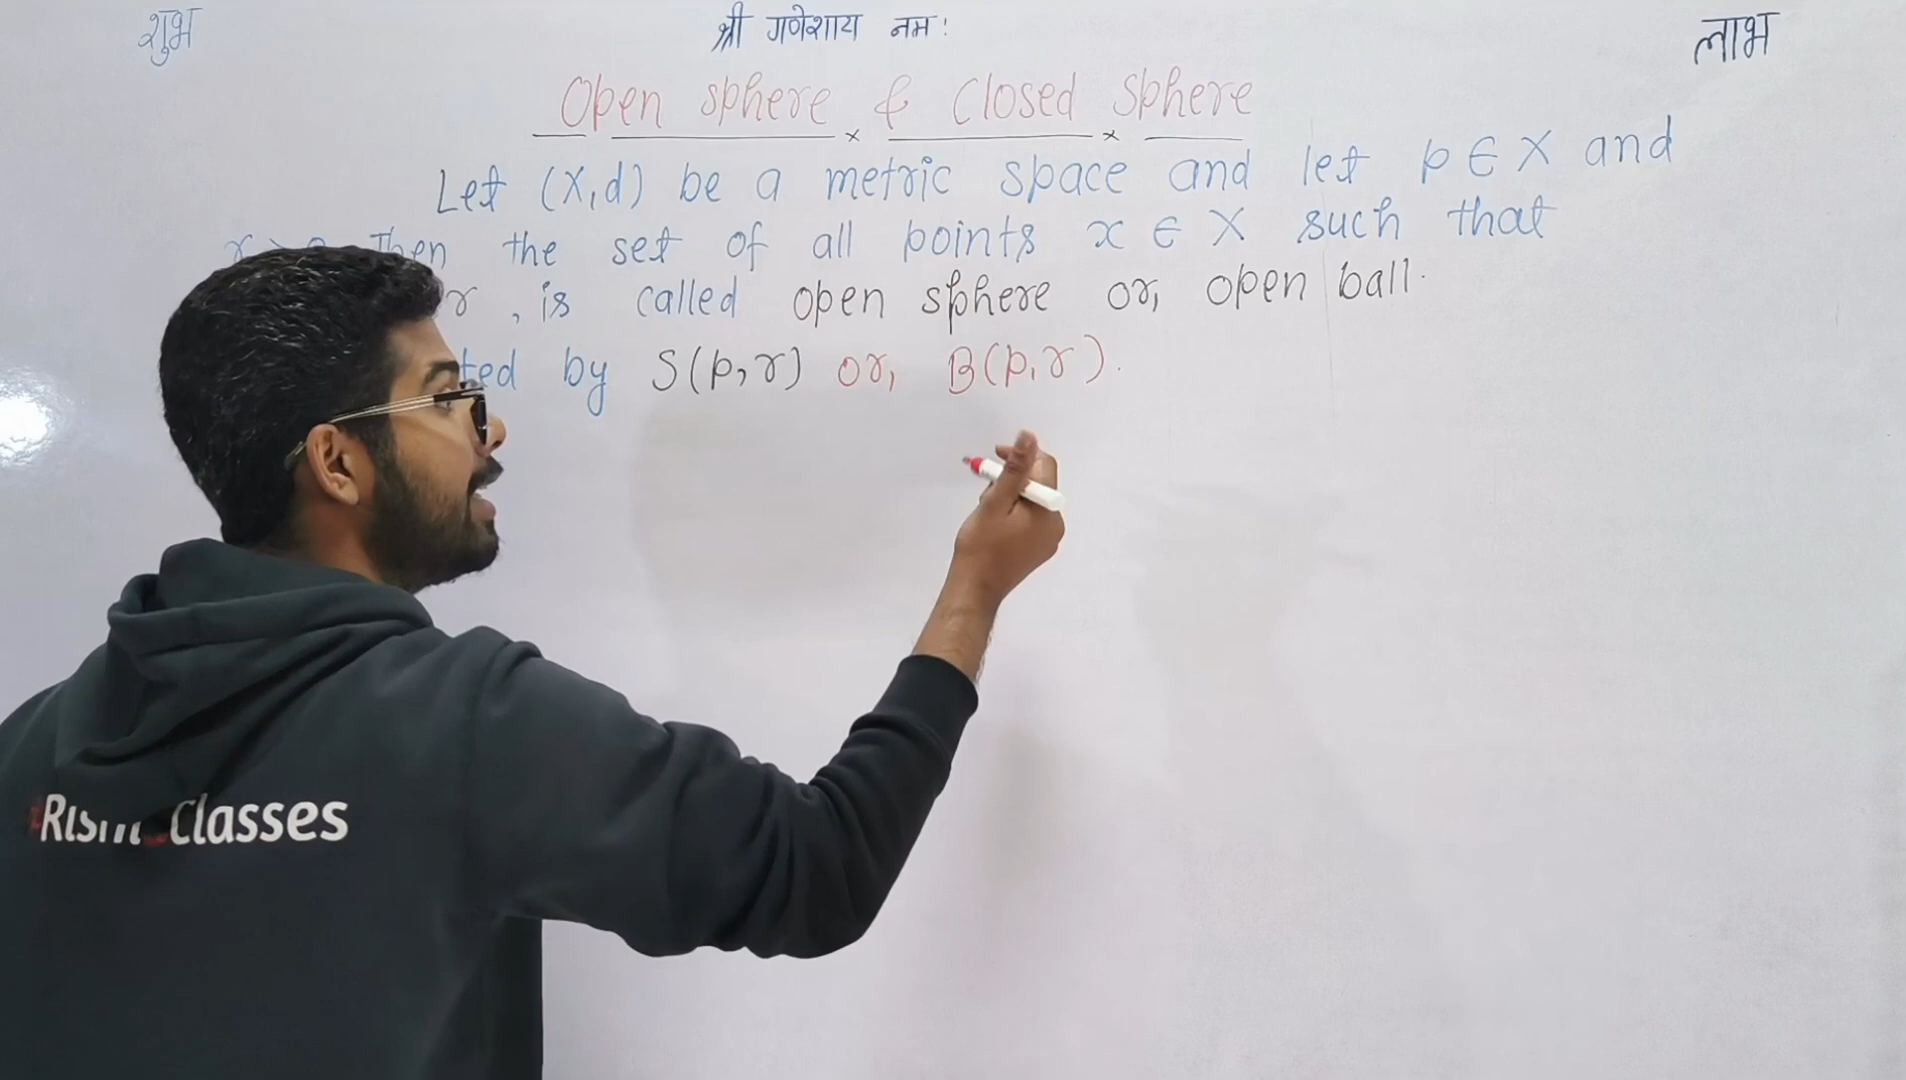 शुभ श्री गणेशाय नमः लाभ
Open sphere & Closed Sphere
Let (X,d) be a metric space and let p ∈ X and
Then the set of all points x ∈ X such that
r , is called open sphere or, open ball.
by S(p,r) or, B(p,r).
Classes